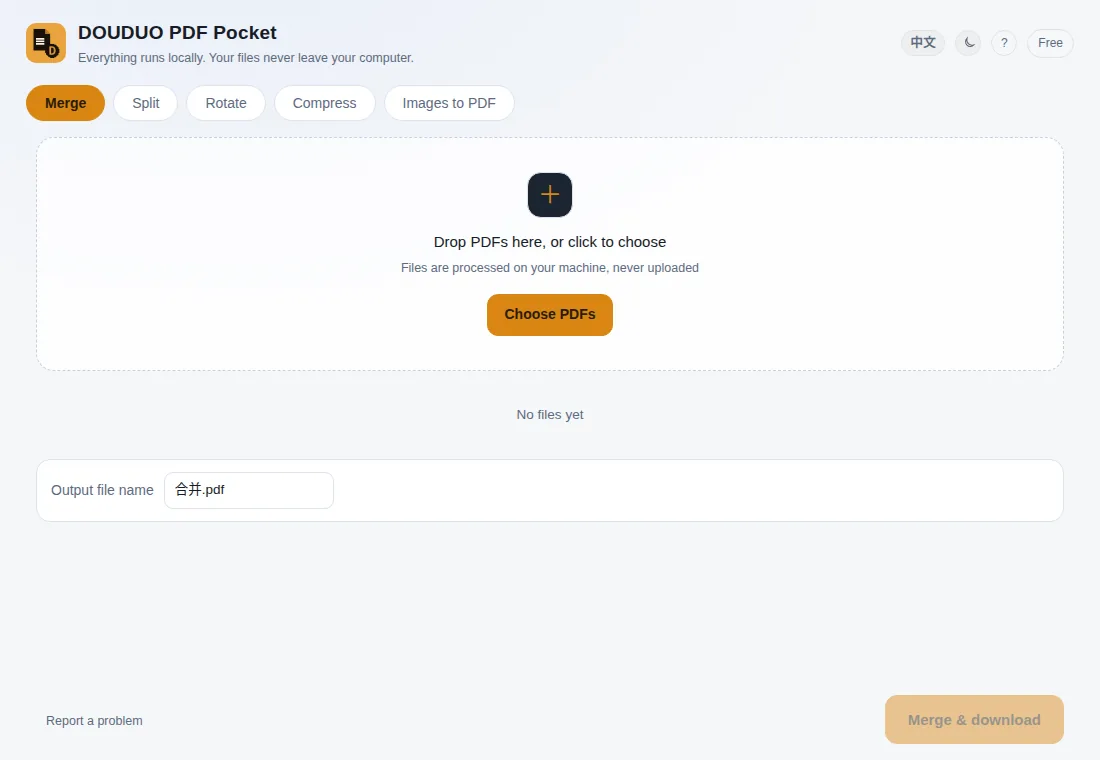 DOUDUO PDF Pocket
Everything runs locally. Your files never leave your computer.
中文
?
Free
Merge
Split
Rotate
Compress
Images to PDF
Drop PDFs here, or click to choose
Files are processed on your machine, never uploaded
Choose PDFs
No files yet
Output file name
合并.pdf
Report a problem
Merge & download